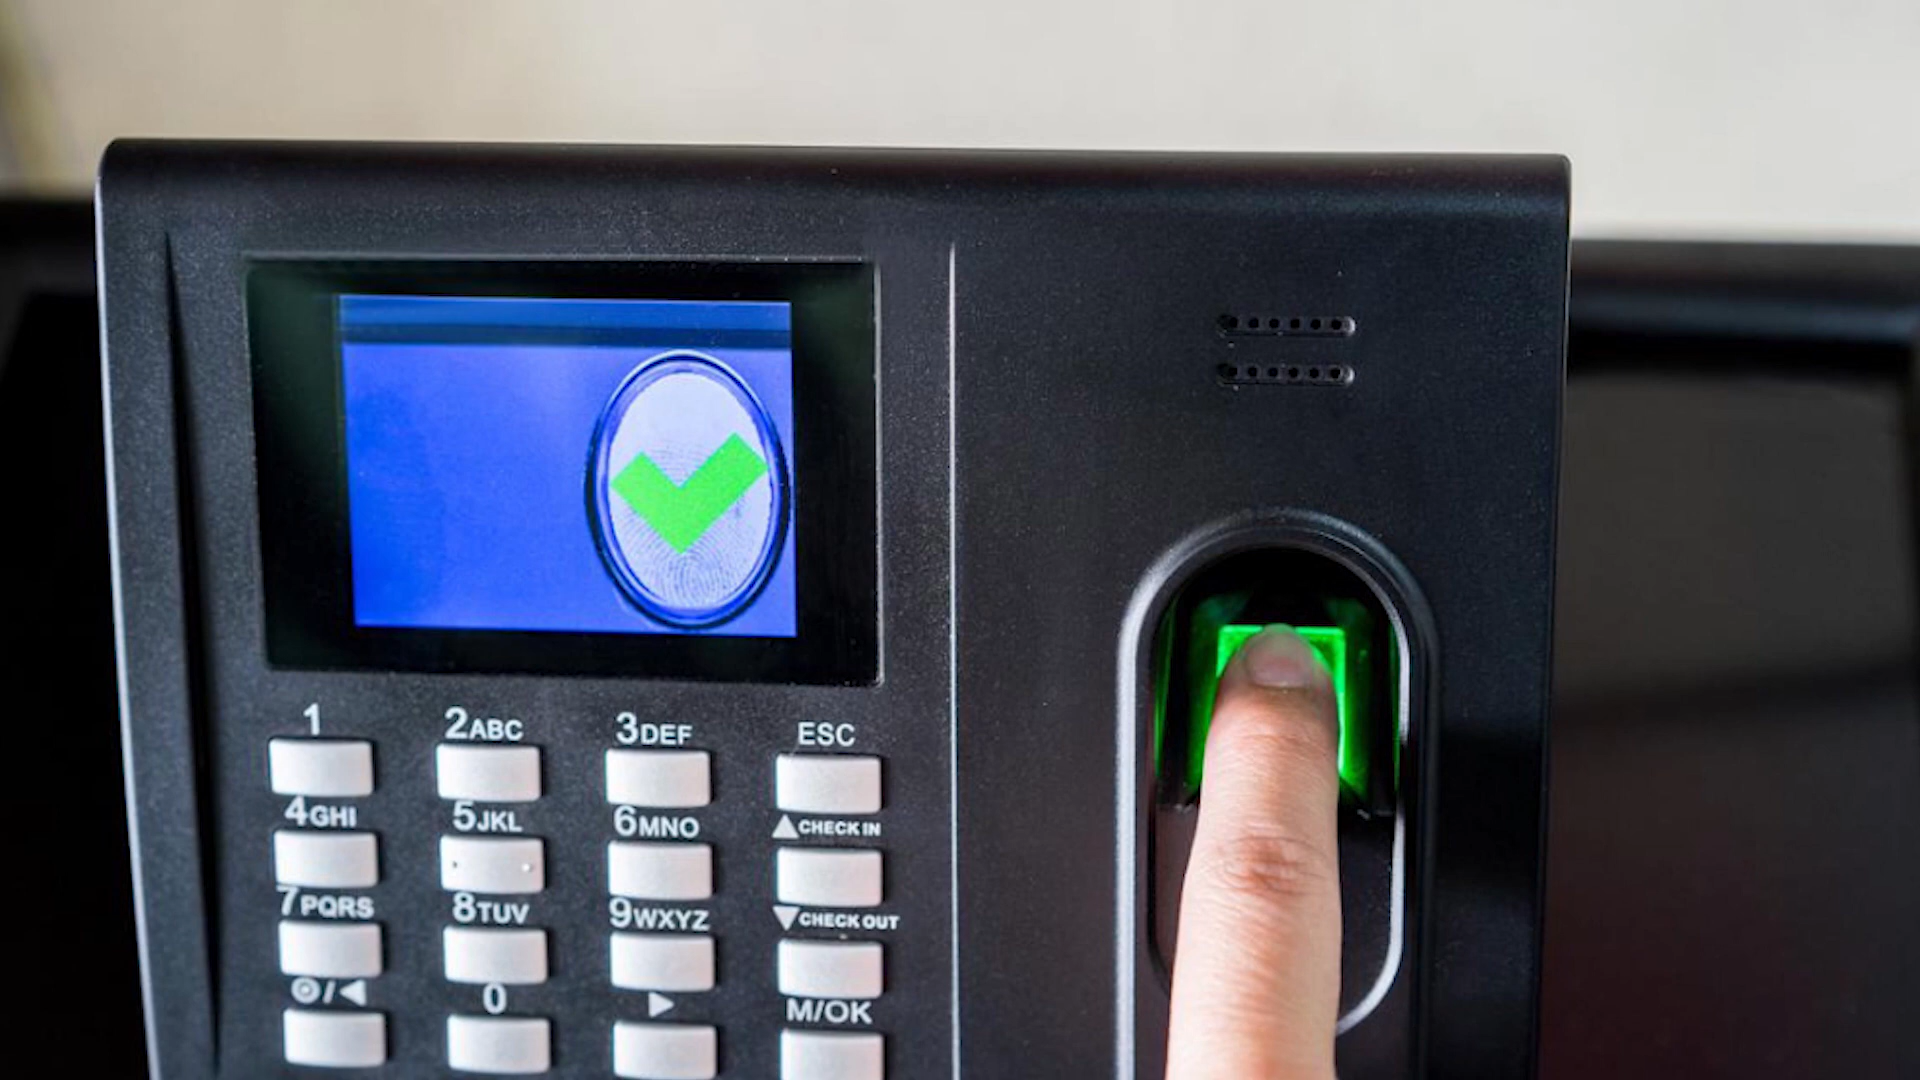 1 2ABC 3DEF ESC
4GHI 5JKL 6MNO ▲CHECK IN
7PQRS 8TUV 9WXYZ ▼CHECK OUT
/◀ 0 ▶ M/OK